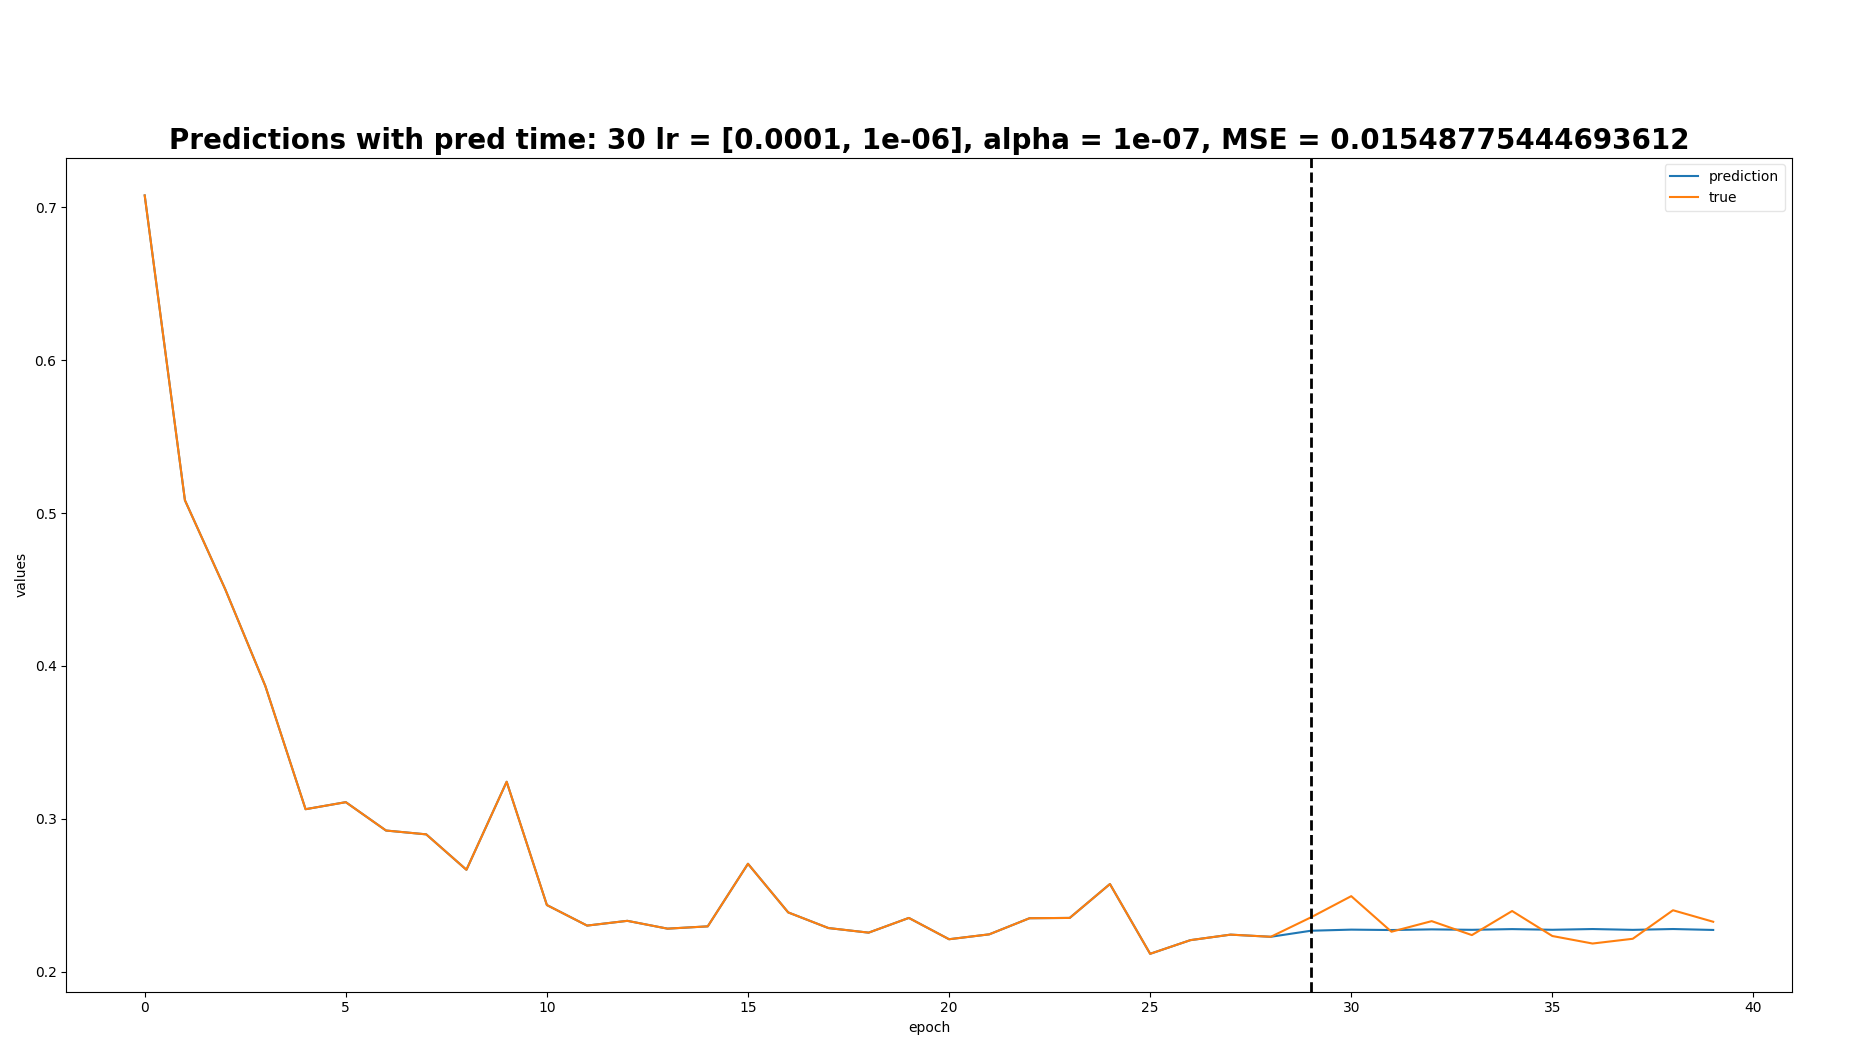 Predictions with pred time: 30 lr = [0.0001, 1e-06], alpha = 1e-07, MSE = 0.01548775444693612
prediction
true
0.7
0.6
0.5
0.4
0.3
0.2
values
0 5 10 15 20 25 30 35 40
epoch